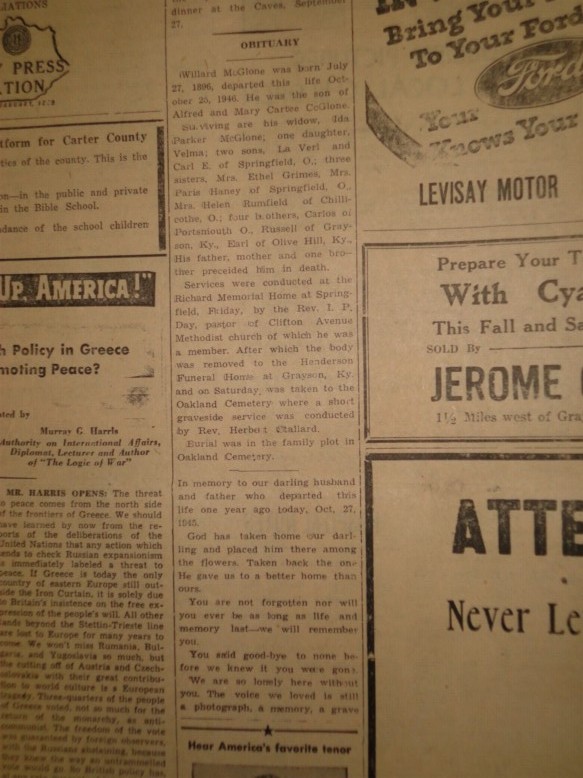 IATIONS
Y PRESS
ATION
tform for Carter County
tics of the county. This is the
on—in the public and private
in the Bible School.
dance of the school children
UP, AMERICA!"
h Policy in Greece
moting Peace?
ated by
Murray G Harris
Authority on International Affairs,
Diplomat, Lecturer and Author
of "The Logic of War"
MR. HARRIS OPENS: The threat
to peace comes from the north side
of the frontiers of Greece. We should
have learned by now from the re-
ports of the deliberations of the
United Nations that any action which
tends to check Russian expansionism
is immediately labeled a threat to
peace. If Greece is today the only
country of eastern Europe still out-
side the Iron Curtain, it is solely due
to Britain's insistence on the free ex-
pression of the people's will. All other
lands beyond the Stettin-Trieste line
are lost to Europe for many years to
come. We won't miss Rumania, Bul-
garia, and Yugoslavia so much, but
the cutting off of Austria and Czech-
oslovakia with their great contribu-
tion to world culture is a European
tragedy. Three-quarters of the people
of Greece voted, not so much for the
return of the monarchy, as anti-
communist. The freedom of the vote
was guaranteed by foreign observers,
with the Russians abstaining, because
they knew the way an untrammelled
vote would go. No British policy has
dinner at the Caves, September
27.
OBITUARY
Willard McGlone was born July
27, 1896, departed this life Oct-
ober 20, 1946. He was the son of
Alfred and Mary Cartee CcGlone.
Surviving are his widow, Ida
Parker McGlone; one daughter,
Velma; two sons, La Verl and
Carl E. of Springfield, O.; three
sisters, Mrs. Ethel Grimes, Mrs.
Paris Haney of Springfield, O.,
Mrs. Helen Rumfield of Chilli-
cothe, O.; four brothers, Carlos of
Portsmouth O., Russell of Gray-
son, Ky., Earl of Olive Hill, Ky.,
His father, mother and one bro-
ther preceided him in death.
Services were conducted at the
Richard Memorial Home at Spring-
field, Friday, by the Rev. I. P.
Day, pastor of Clifton Avenue
Methodist church of which he was
a member. After which the body
was removed to the Henderson
Funeral Home at Grayson, Ky.
and on Saturday, was taken to the
Oakland Cemetery where a short
graveside service was conducted
by Rev. Herbert Stallard.
Burial was in the family plot in
Oakland Cemetery.
In memory to our darling husband
and father who departed this
life one year ago today, Oct, 27,
1945.
God has taken home our darl-
ling and placed him there among
the flowers. Taken back the one
He gave us to a better home than
ours.
You are not forgotten nor will
you ever be as long as life and
memory last—we will remember
you.
You said good-bye to none be-
fore we knew it you were gone.
We are so lonely here without
you. The voice we loved is still
a photograph, a memory, a grave
Hear America's favorite tenor
Bring Your
To Your Ford
Ford
Your
Knows Your
LEVISAY MOTOR
Prepare Your T
With Cya
This Fall and Sa
SOLD BY
JEROME
1½ Miles west of Gra
ATTE
Never Le